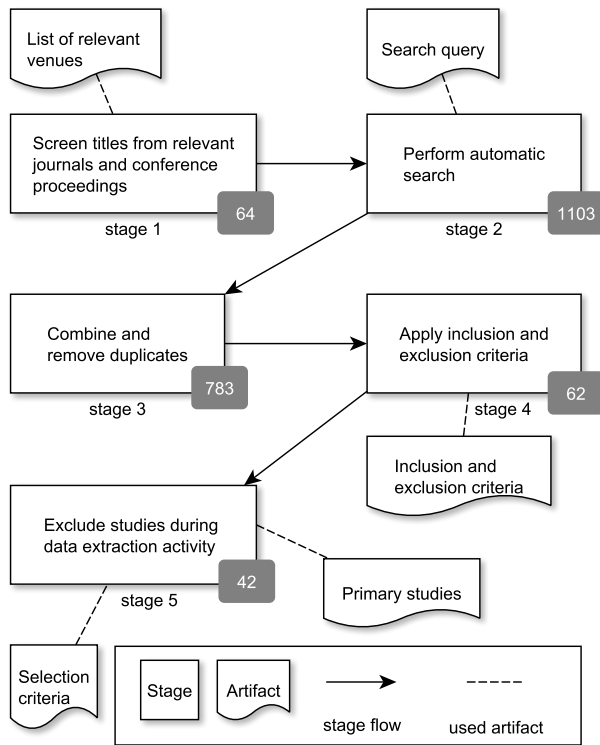 List of relevant
venues
Search query
Screen titles from relevant
journals and conference
proceedings
64
stage 1
Perform automatic
search
1103
stage 2
Combine and
remove duplicates
783
stage 3
Apply inclusion and
exclusion criteria
62
stage 4
Inclusion and
exclusion criteria
Exclude studies during
data extraction activity
42
stage 5
Primary studies
Selection
criteria
Stage
Artifact
stage flow
used artifact